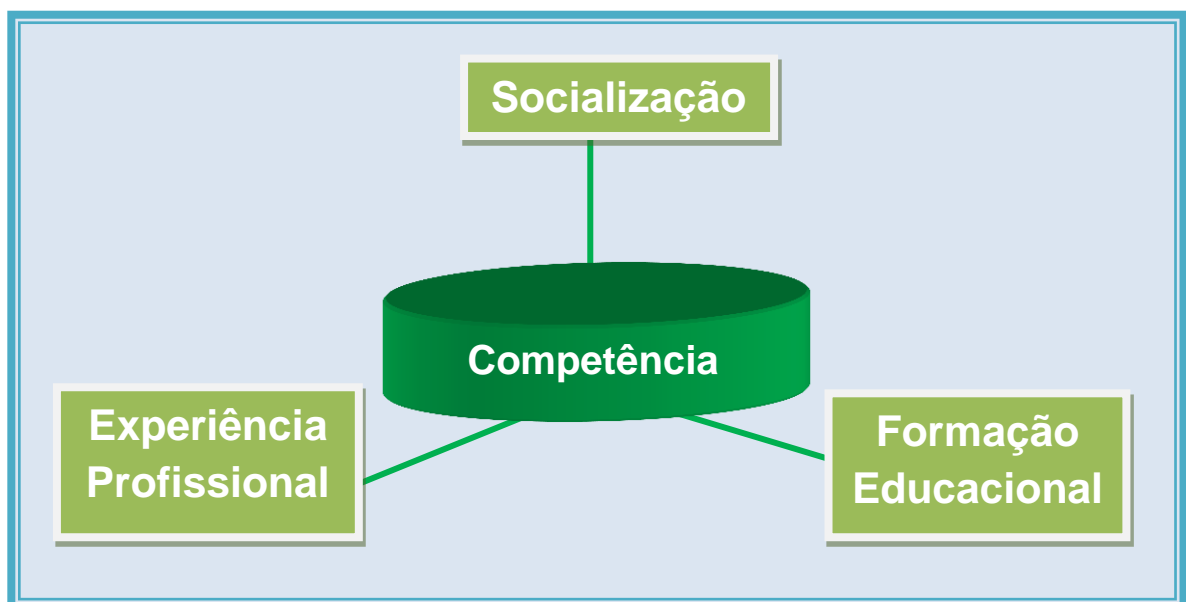 Socialização
Competência
Experiência
Profissional
Formação
Educacional